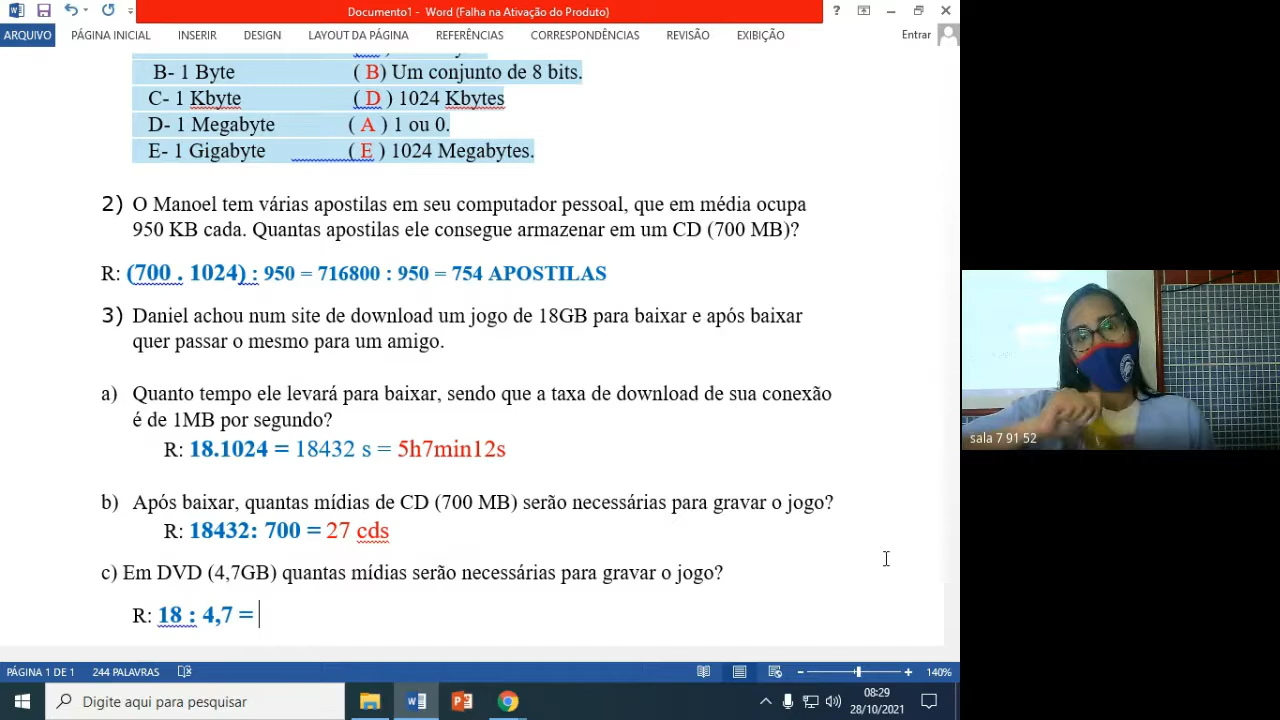 Documento1 - Word (Falha na Ativação do Produto)
ARQUIVO PÁGINA INICIAL INSERIR DESIGN LAYOUT DA PÁGINA REFERÊNCIAS CORRESPONDÊNCIAS REVISÃO EXIBIÇÃO Entrar
B- 1 Byte ( B) Um conjunto de 8 bits.
C- 1 Kbyte ( D ) 1024 Kbytes
D- 1 Megabyte ( A ) 1 ou 0.
E- 1 Gigabyte ( E ) 1024 Megabytes.
2) O Manoel tem várias apostilas em seu computador pessoal, que em média ocupa
950 KB cada. Quantas apostilas ele consegue armazenar em um CD (700 MB)?
R: (700 . 1024) : 950 = 716800 : 950 = 754 APOSTILAS
3) Daniel achou num site de download um jogo de 18GB para baixar e após baixar
quer passar o mesmo para um amigo.
a) Quanto tempo ele levará para baixar, sendo que a taxa de download de sua conexão
é de 1MB por segundo?
R: 18.1024 = 18432 s = 5h7min12s
b) Após baixar, quantas mídias de CD (700 MB) serão necessárias para gravar o jogo?
R: 18432: 700 = 27 cds
c) Em DVD (4,7GB) quantas mídias serão necessárias para gravar o jogo?
R: 18 : 4,7 =
sala 7 91 52
PÁGINA 1 DE 1 244 PALAVRAS 140%
Digite aqui para pesquisar
08:29
28/10/2021